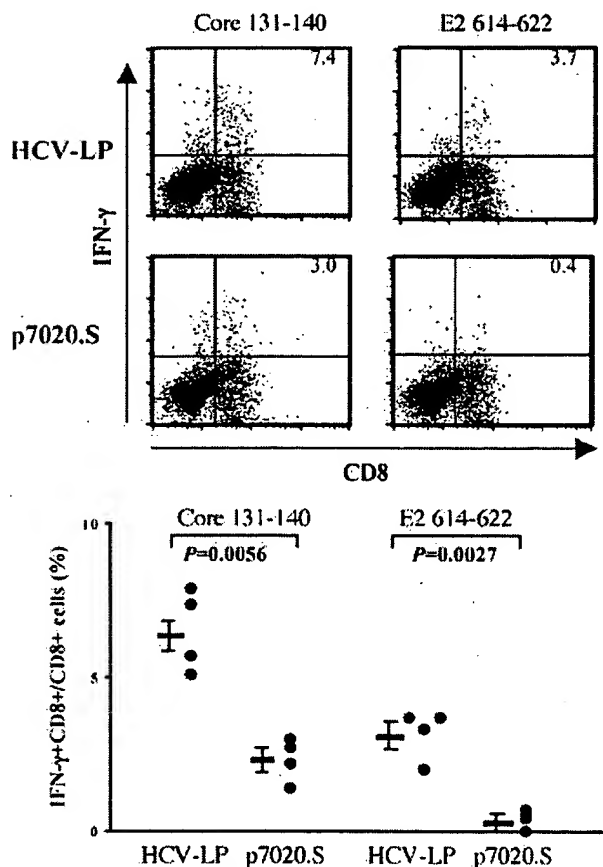 Core 131-140 E2 614-622
7.4 3.7
HCV-LP
IFN-γ
3.0 0.4
p7020.S
CD8
Core 131-140 E2 614-622
P=0.0056 P=0.0027
10
5
0
IFN-γ+CD8+/CD8+ cells (%)
HCV-LP p7020.S HCV-LP p7020.S